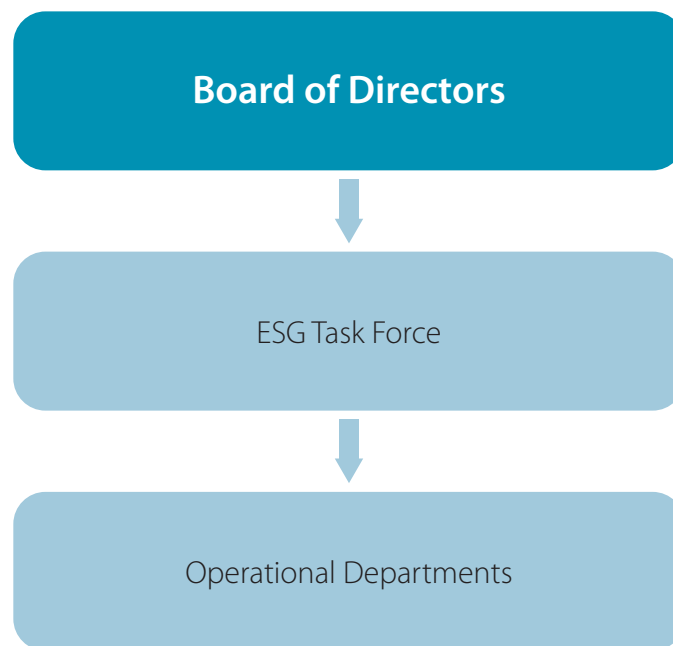 Board of Directors
ESG Task Force
Operational Departments